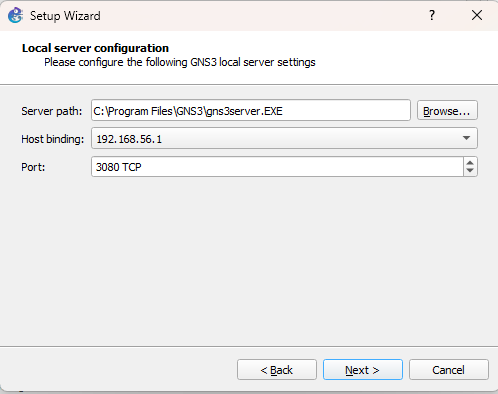 Setup Wizard
Local server configuration
Please configure the following GNS3 local server settings
Server path: C:\Program Files\GNS3\gns3server.EXE Browse...
Host binding: 192.168.56.1
Port: 3080 TCP
< Back Next > Cancel